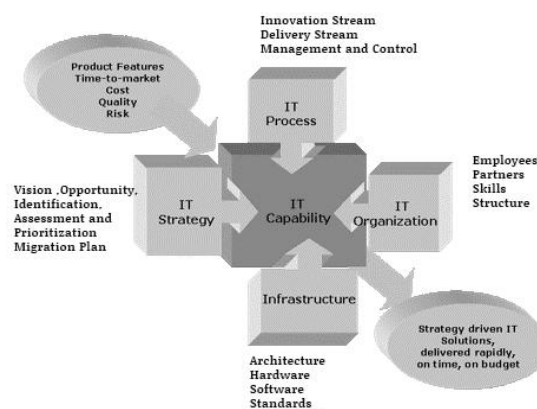 Innovation Stream
Delivery Stream
Management and Control
Product Features
Time-to-market
Cost
Quality
Risk
IT
Process
Vision ,Opportunity,
Identification,
Assessment and
Prioritization
Migration Plan
IT
Strategy
IT
Capability
IT
Organization
Employees
Partners
Skills
Structure
Infrastructure
Architecture
Hardware
Software
Standards
Strategy driven IT
Solutions,
delivered rapidly,
on time, on budget